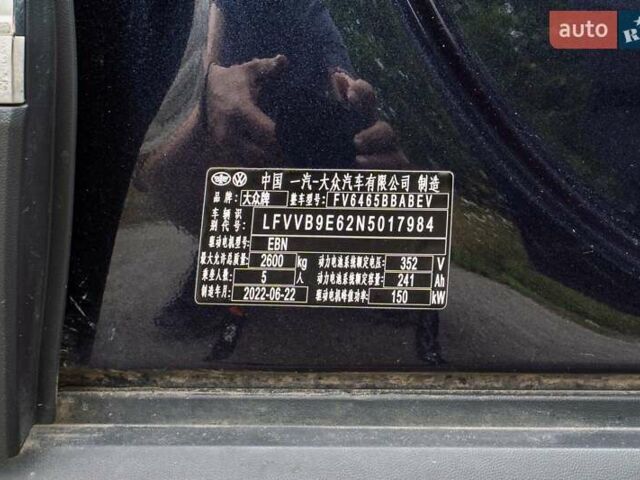 auto
R
中国 一汽-大众汽车有限公司 制造
品 牌: 大众牌 整车型号: FV6465BBABEV
车辆识别代号: LFVVB9E62N5017984
驱动电机型号: EBN
最大允许总质量: 2600 kg 动力电池系统额定电压: 352 V
乘坐人数: 5 人 动力电池系统额定容量: 241 Ah
制造年月: 2022-06-22 驱动电机峰值功率: 150 kW